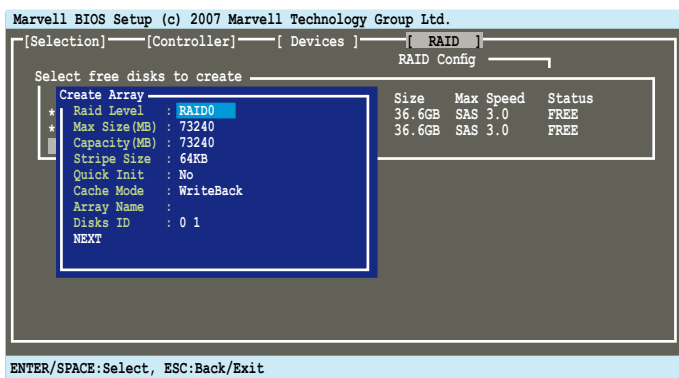 Marvell BIOS Setup (c) 2007 Marvell Technology Group Ltd.
[Selection] [Controller] [ Devices ] [ RAID ]
RAID Config
Select free disks to create
Create Array
Size Max Speed Status
* Raid Level : RAID0 36.6GB SAS 3.0 FREE
* Max Size(MB) : 73240 36.6GB SAS 3.0 FREE
Capacity(MB) : 73240
Stripe Size : 64KB
Quick Init : No
Cache Mode : WriteBack
Array Name :
Disks ID : 0 1
NEXT
ENTER/SPACE:Select, ESC:Back/Exit